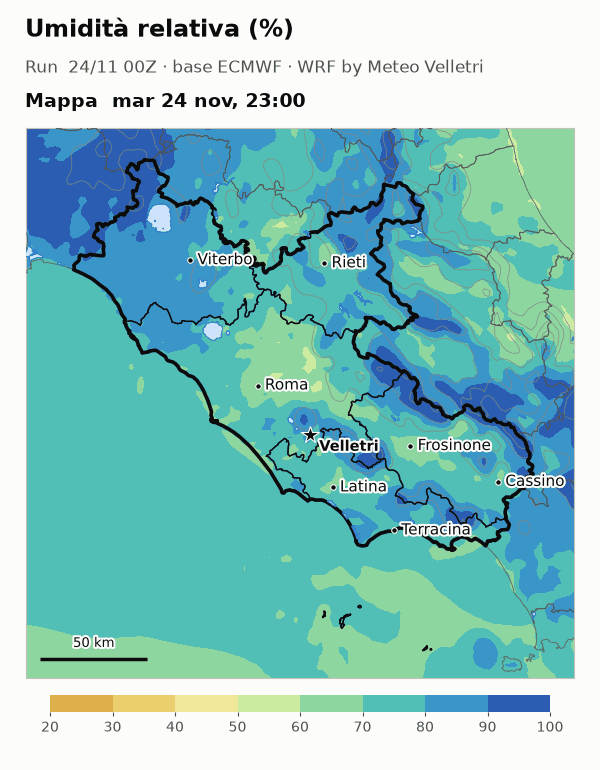 Umidità relativa (%)
Run  24/11 00Z · base ECMWF · WRF by Meteo Velletri
Mappa  mar 24 nov, 23:00
Viterbo
Rieti
Roma
Velletri
Frosinone
Cassino
Latina
Terracina
50 km
20 30 40 50 60 70 80 90 100